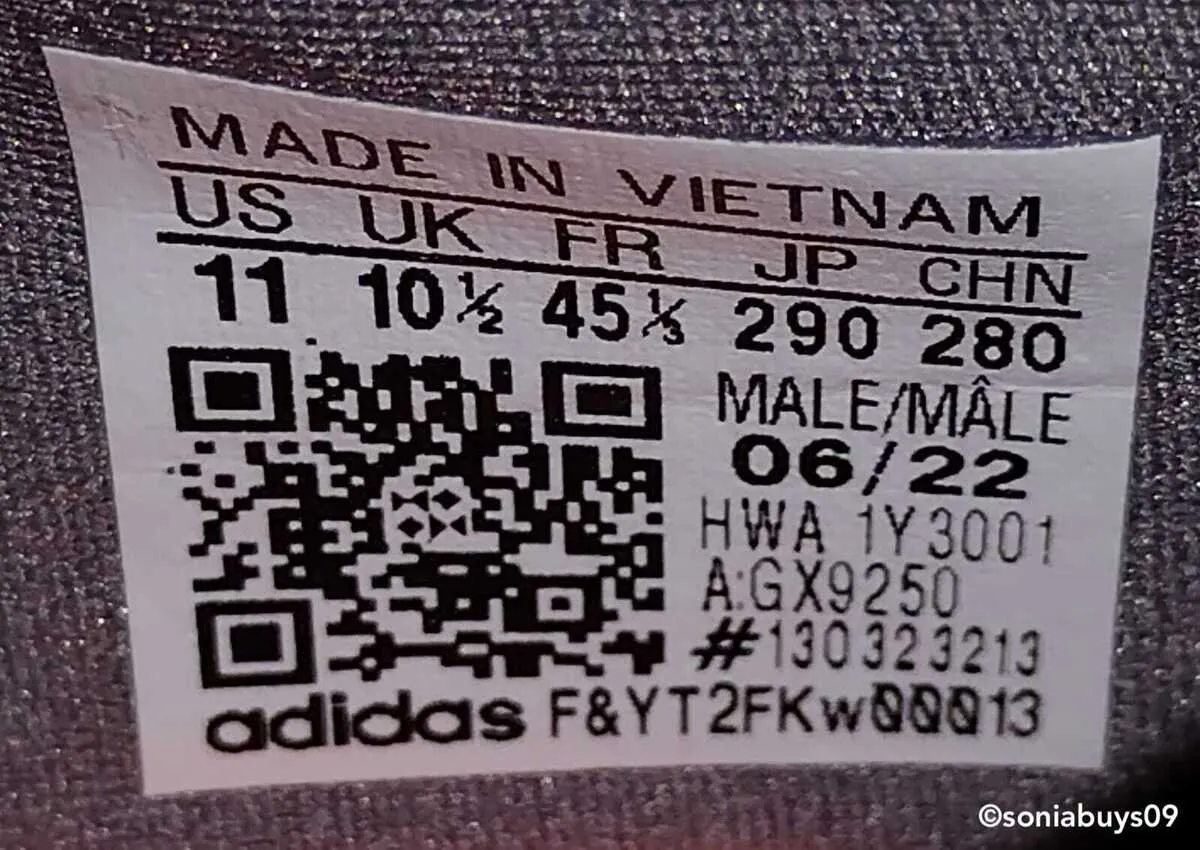 MADE IN VIETNAM
US UK FR JP CHN
11 10½ 45⅓ 290 280
MALE/MÂLE
06/22
HWA 1Y3001
A:GX9250
#130323213
adidas F&YT2FKw00013
©soniabuys09